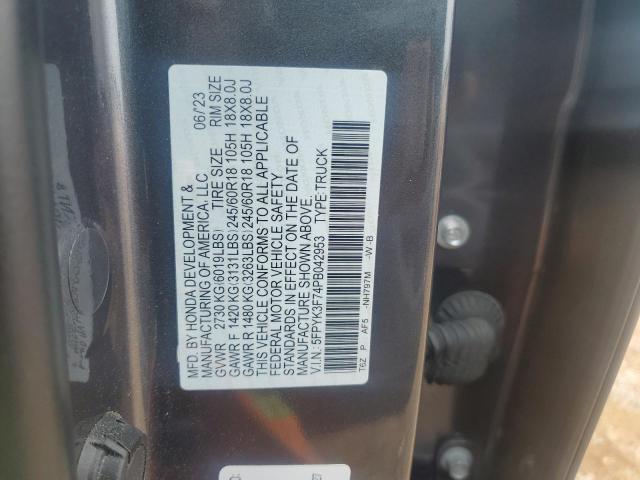 MFD. BY HONDA DEVELOPMENT & 06/'23
MANUFACTURING OF AMERICA, LLC
GVWR 2730 KG(6019LBS) TIRE SIZE RIM SIZE
GAWR F 1420 KG(3131LBS)245/60R18 105H 18X8.0J
GAWR R 1480 KG(3263LBS)245/60R18 105H 18X8.0J
THIS VEHICLE CONFORMS TO ALL APPLICABLE
FEDERAL MOTOR VEHICLE SAFETY
STANDARDS IN EFFECT ON THE DATE OF
MANUFACTURE SHOWN ABOVE.
V.I.N.: 5FPYK3F74PB042953 TYPE:TRUCK
T6Z P AF5 -NH797M -W-B